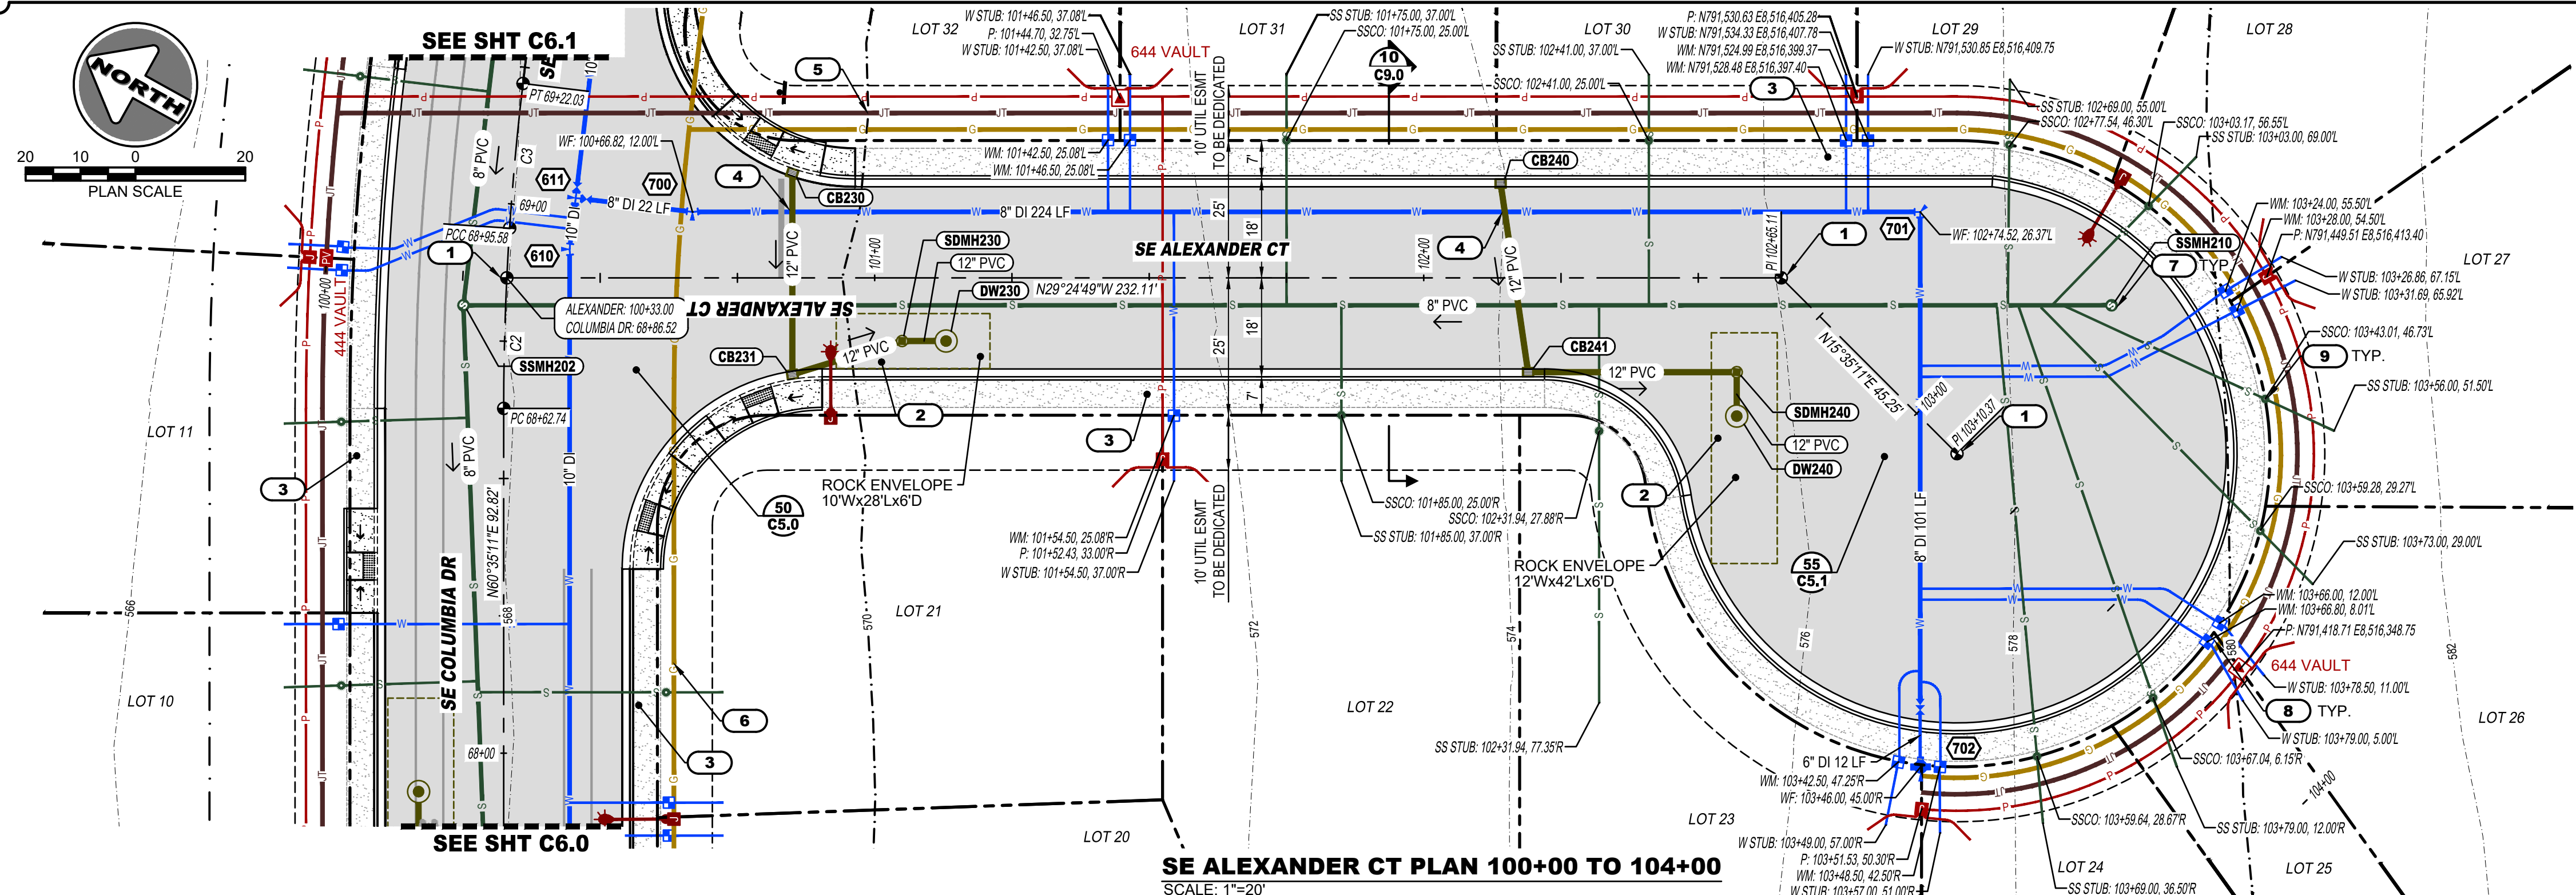 SEE SHT C6.1
NORTH
20 10 0 20
PLAN SCALE
LOT 32
W STUB: 101+46.50, 37.08'L
P: 101+44.70, 32.75'L
W STUB: 101+42.50, 37.08'L
644 VAULT
LOT 31
SS STUB: 101+75.00, 37.00'L
SSCO: 101+75.00, 25.00'L
10
C9.0
LOT 30
SS STUB: 102+41.00, 37.00'L
SSCO: 102+41.00, 25.00'L
P: N791,530.63 E8,516,405.28
W STUB: N791,534.33 E8,516,407.78
WM: N791,524.99 E8,516,399.37
WM: N791,528.48 E8,516,397.40
3
LOT 29
W STUB: N791,530.85 E8,516,409.75
LOT 28
SS STUB: 102+69.00, 55.00'L
SSCO: 102+77.54, 46.30'L
SSCO: 103+03.17, 56.55'L
SS STUB: 103+03.00, 69.00'L
5
PT 69+22.03
8" PVC
C3
10"
SE
WF: 100+66.82, 12.00'L
611
700
4
CB230
8" DI 22 LF
69+00
10" DI
PCC 68+95.58
1
610
WM: 101+42.50, 25.08'L
WM: 101+46.50, 25.08'L
10' UTIL ESMT
TO BE DEDICATED
7'
25'
18'
18'
25'
7'
CB240
8" DI 224 LF
SE ALEXANDER CT
12" PVC
SDMH230
12" PVC
DW230
101+00
N29°24'49"W 232.11'
102+00
4
12" PVC
PI 102+65.11
1
701
WF: 102+74.52, 26.37'L
WM: 103+24.00, 55.50'L
WM: 103+28.00, 54.50'L
P: N791,449.51 E8,516,413.40
SSMH210
7 TYP.
LOT 27
W STUB: 103+26.86, 67.15'L
W STUB: 103+31.69, 65.92'L
SSCO: 103+43.01, 46.73'L
9 TYP.
SS STUB: 103+56.00, 51.50'L
100+00
444 VAULT
ALEXANDER: 100+33.00
COLUMBIA DR: 68+86.52
SE ALEXANDER CT
C2
SSMH202
CB231
12" PVC
8" PVC
CB241
12" PVC
N15°35'11"E 45.25'
103+00
1
PI 103+10.37
LOT 11
PC 68+62.74
8" PVC
10" DI
3
N60°35'11"E 92.82'
2
3
ROCK ENVELOPE
10'Wx28'Lx6'D
50
C5.0
SDMH240
12" PVC
DW240
2
SSCO: 101+85.00, 25.00'R
SSCO: 102+31.94, 27.88'R
SS STUB: 101+85.00, 37.00'R
WM: 101+54.50, 25.08'R
P: 101+52.43, 33.00'R
W STUB: 101+54.50, 37.00'R
10' UTIL ESMT
TO BE DEDICATED
ROCK ENVELOPE
12'Wx42'Lx6'D
55
C5.1
8" DI 101 LF
SSCO: 103+59.28, 29.27'L
SS STUB: 103+73.00, 29.00'L
WM: 103+66.00, 12.00'L
WM: 103+66.80, 8.01'L
P: N791,418.71 E8,516,348.75
644 VAULT
W STUB: 103+78.50, 11.00'L
8 TYP.
W STUB: 103+79.00, 5.00'L
SSCO: 103+67.04, 6.15'R
566
568
570
572
574
576
578
580
582
SE COLUMBIA DR
LOT 10
LOT 21
LOT 22
LOT 26
6
3
68+00
SS STUB: 102+31.94, 77.35'R
702
6" DI 12 LF
WM: 103+42.50, 47.25'R
WF: 103+46.00, 45.00'R
LOT 23
W STUB: 103+49.00, 57.00'R
P: 103+51.53, 50.30'R
WM: 103+48.50, 42.50'R
W STUB: 103+57.00, 51.00'R
104+00
SSCO: 103+59.64, 28.67'R
SS STUB: 103+79.00, 12.00'R
LOT 24
LOT 25
SS STUB: 103+69.00, 36.50'R
LOT 20
SEE SHT C6.0
SE ALEXANDER CT PLAN 100+00 TO 104+00
SCALE: 1"=20'